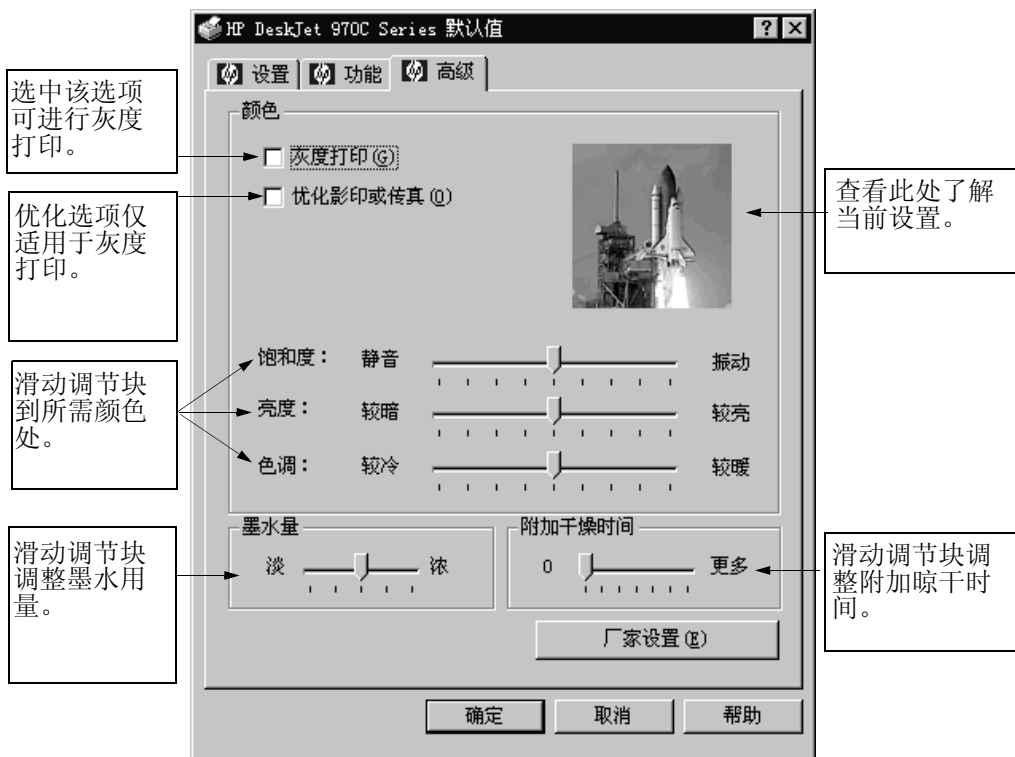 HP DeskJet 970C Series 默认值
设置 功能 高级
选中该选项
可进行灰度
打印。
颜色
灰度打印(G)
优化影印或传真(O)
优化选项仅
适用于灰度
打印。
查看此处了解
当前设置。
滑动调节块
到所需颜色
处。
饱和度： 静音 振动
亮度： 较暗 较亮
色调： 较冷 较暖
滑动调节块
调整墨水用
量。
墨水量
淡 浓
附加干燥时间
0 更多
滑动调节块调
整附加晾干时
间。
厂家设置(E)
确定 取消 帮助